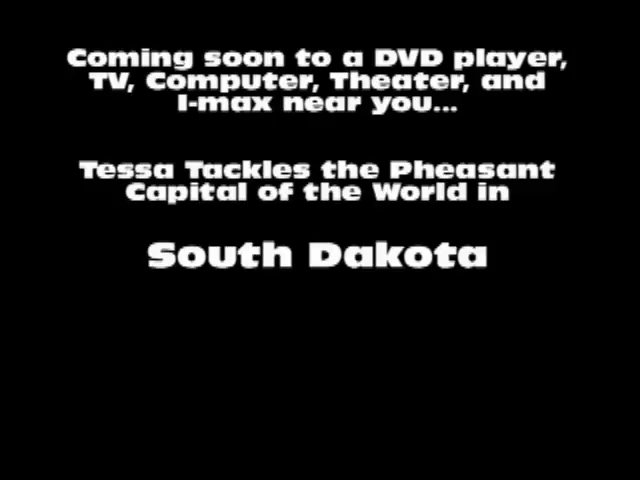 Coming soon to a DVD player,
TV, Computer, Theater, and
I-max near you...
Tessa Tackles the Pheasant
Capital of the World in
South Dakota